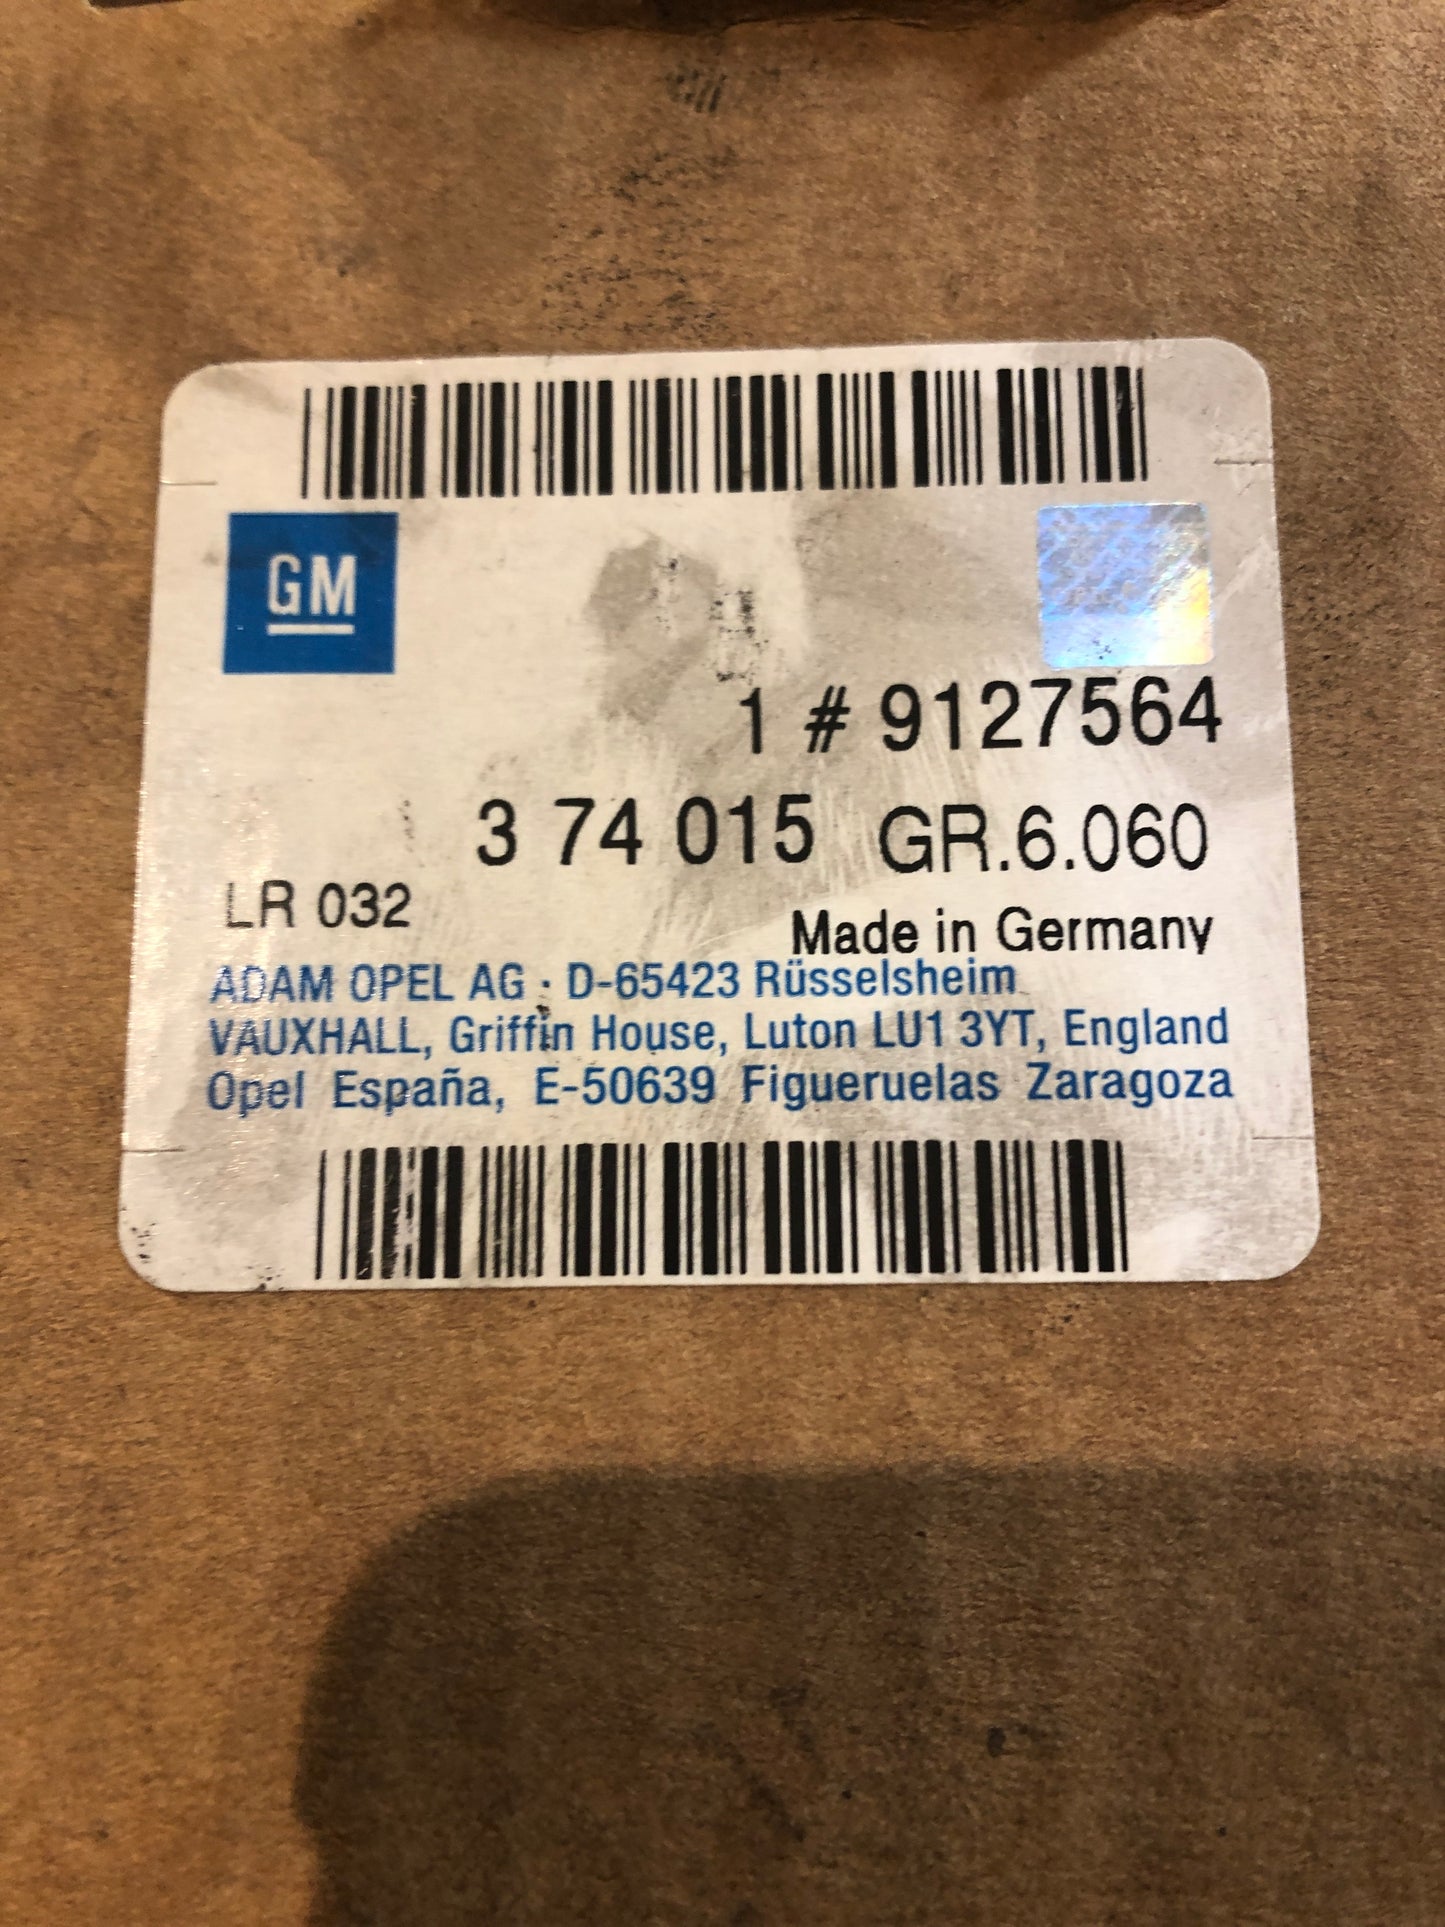 GM
1 # 9127564
3 74 015 GR.6.060
LR 032
Made in Germany
ADAM OPEL AG · D-65423 Rüsselsheim
VAUXHALL, Griffin House, Luton LU1 3YT, England
Opel España, E-50639 Figueruelas Zaragoza